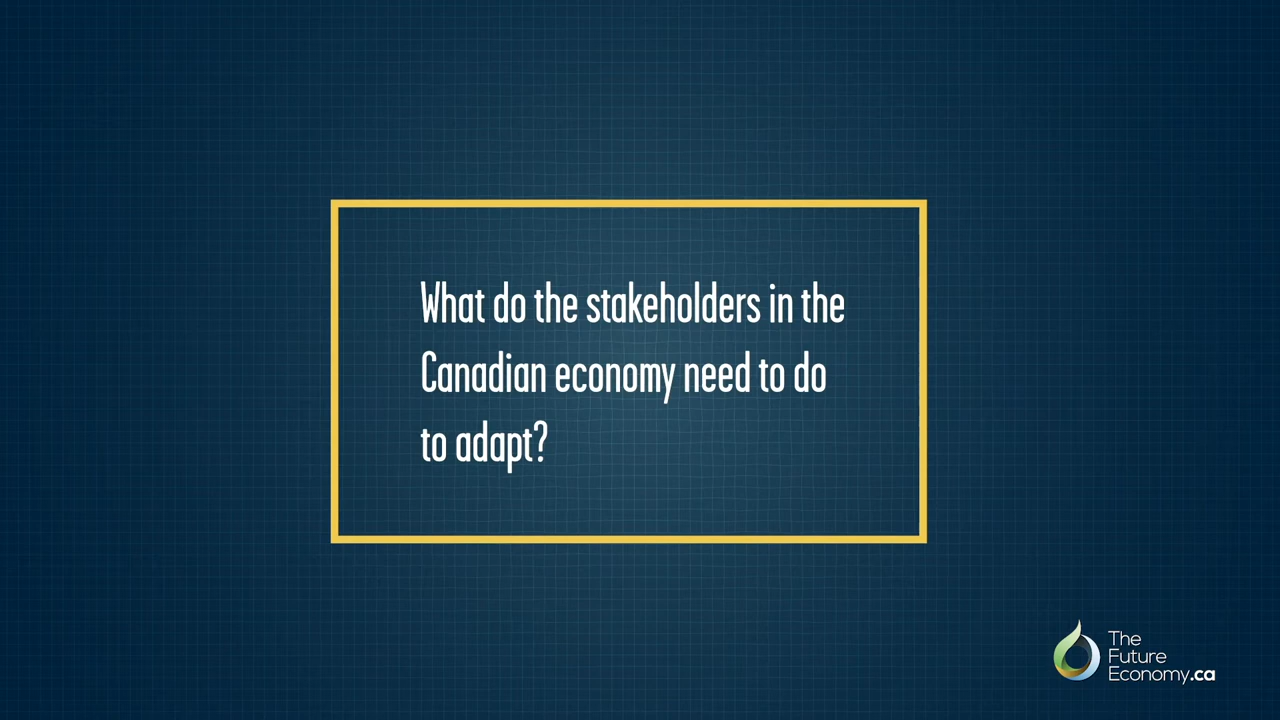 What do the stakeholders in the
Canadian economy need to do
to adapt?
The
Future
Economy.ca